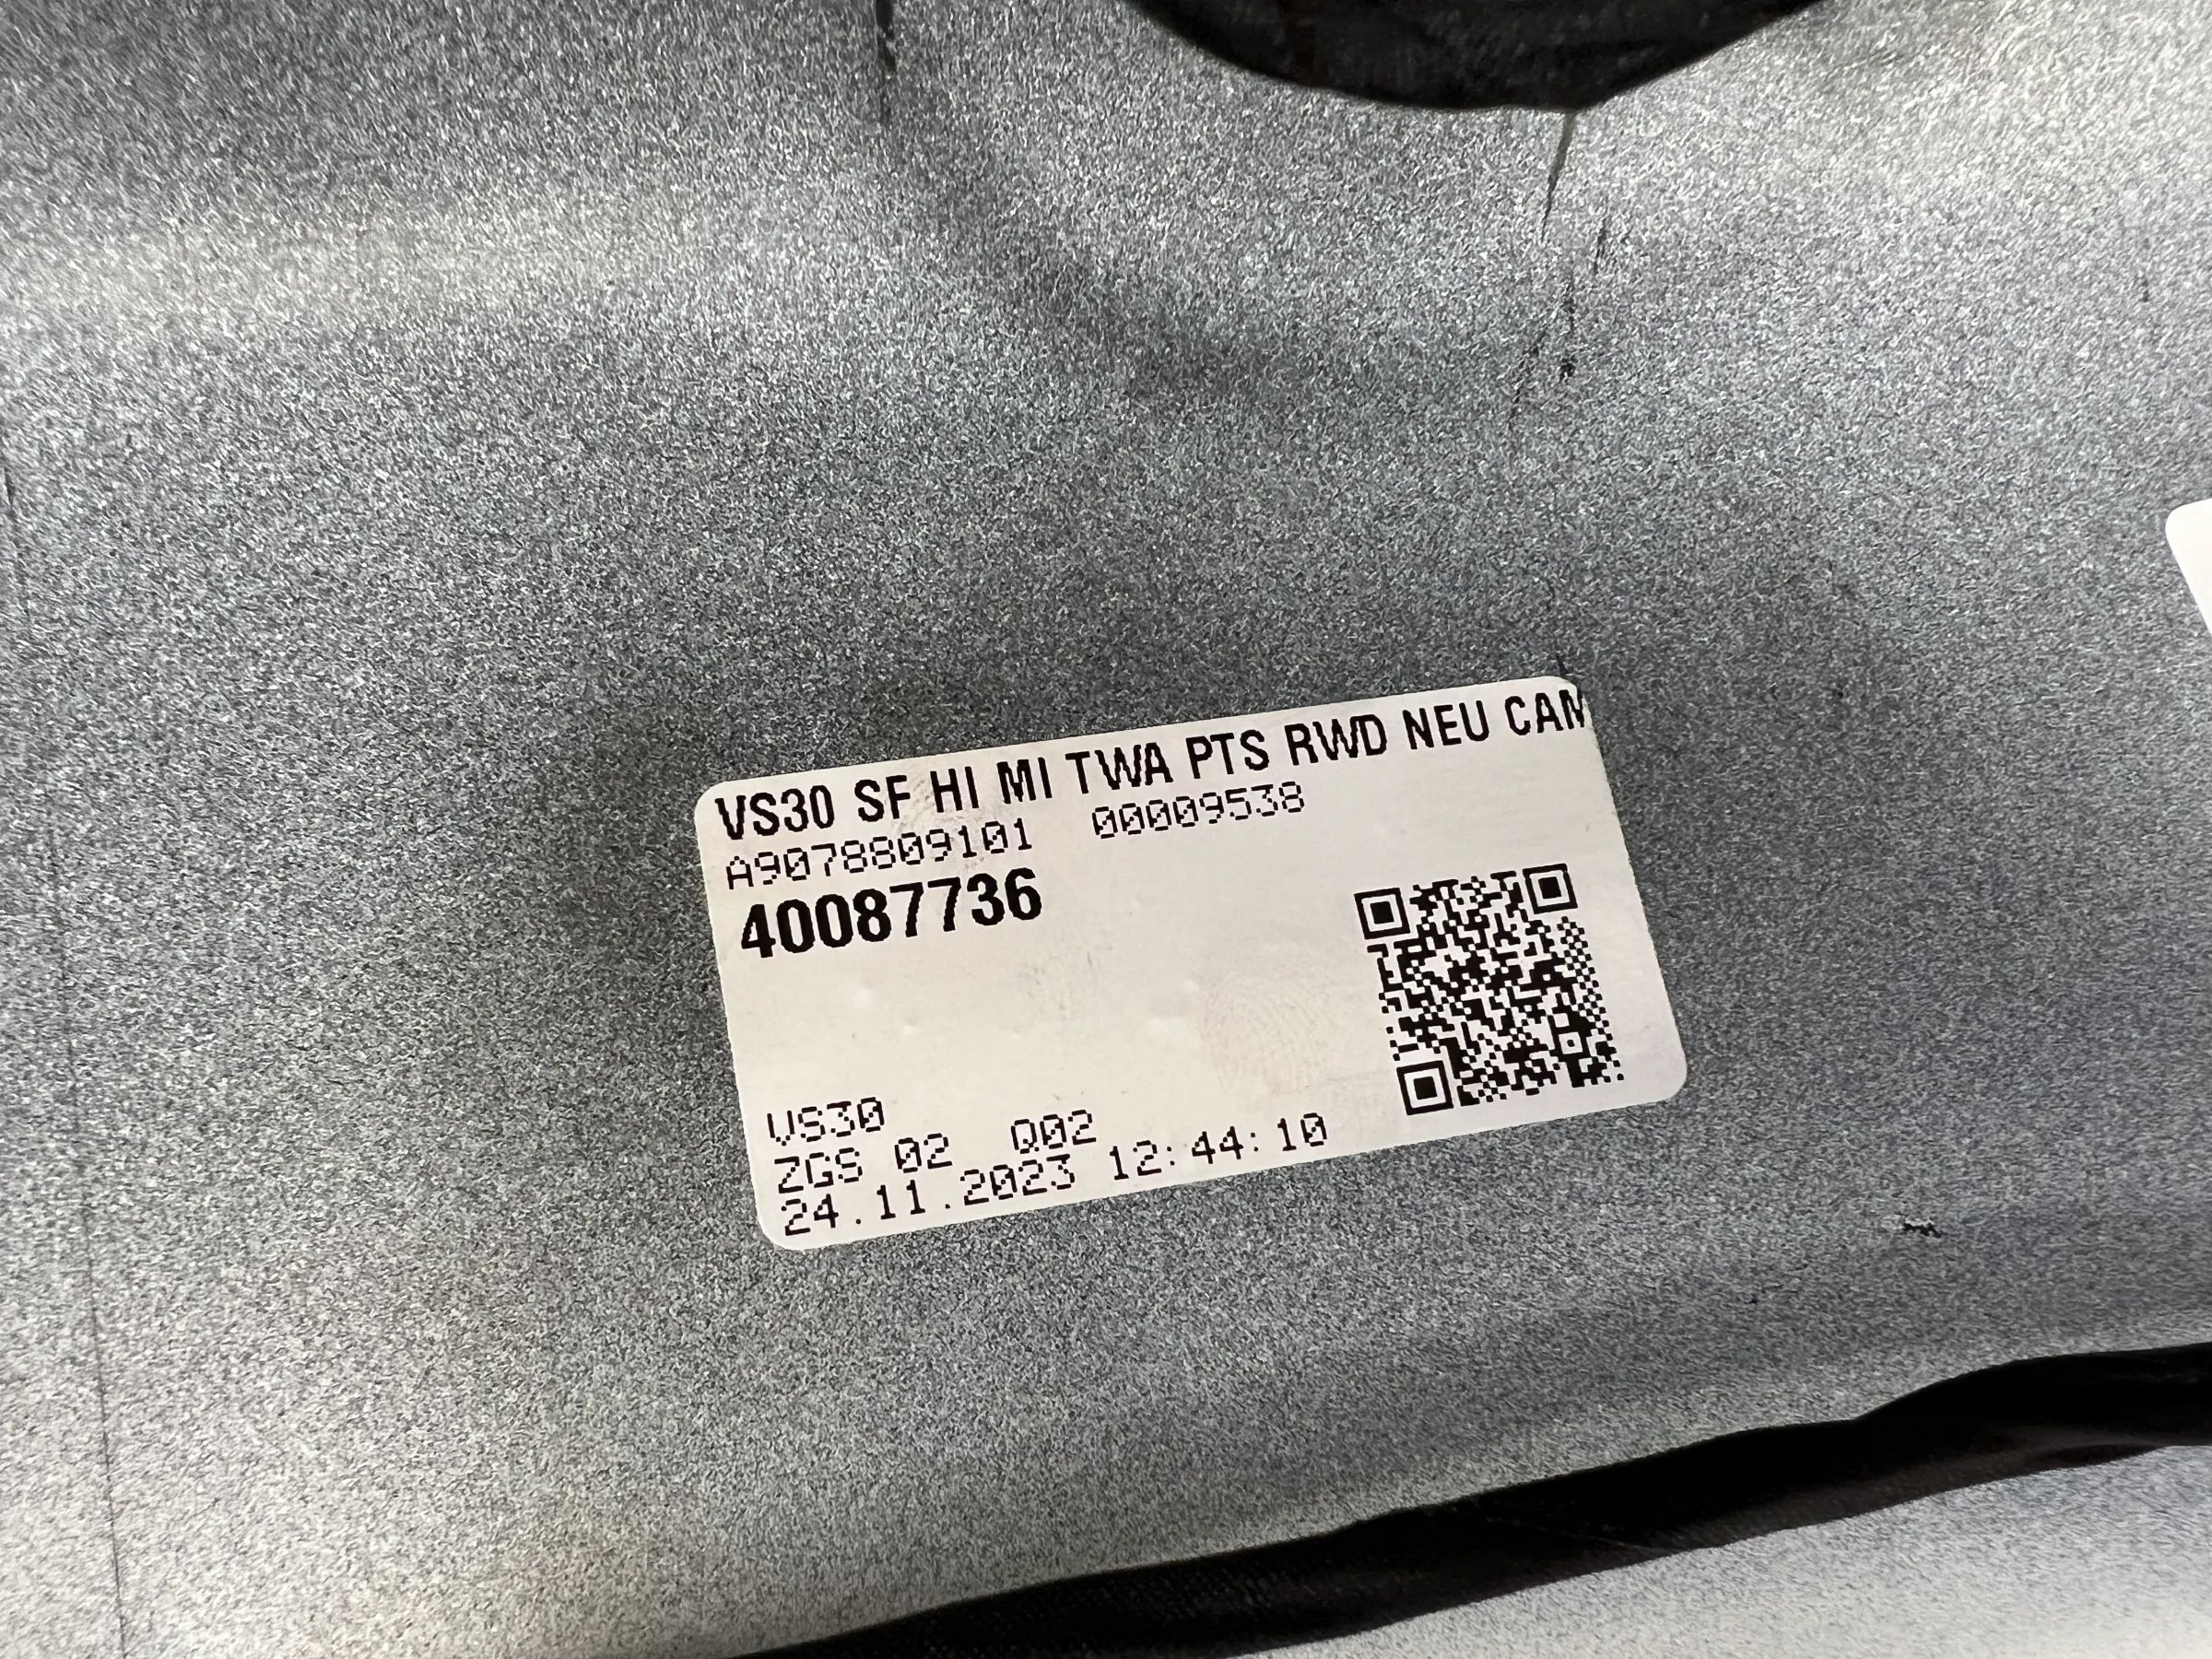 VS30 SF HI MI TWA PTS RWD NEU CAM
A9078809101 00009538
40087736
VS30
ZGS 02 Q02
24.11.2023 12:44:10